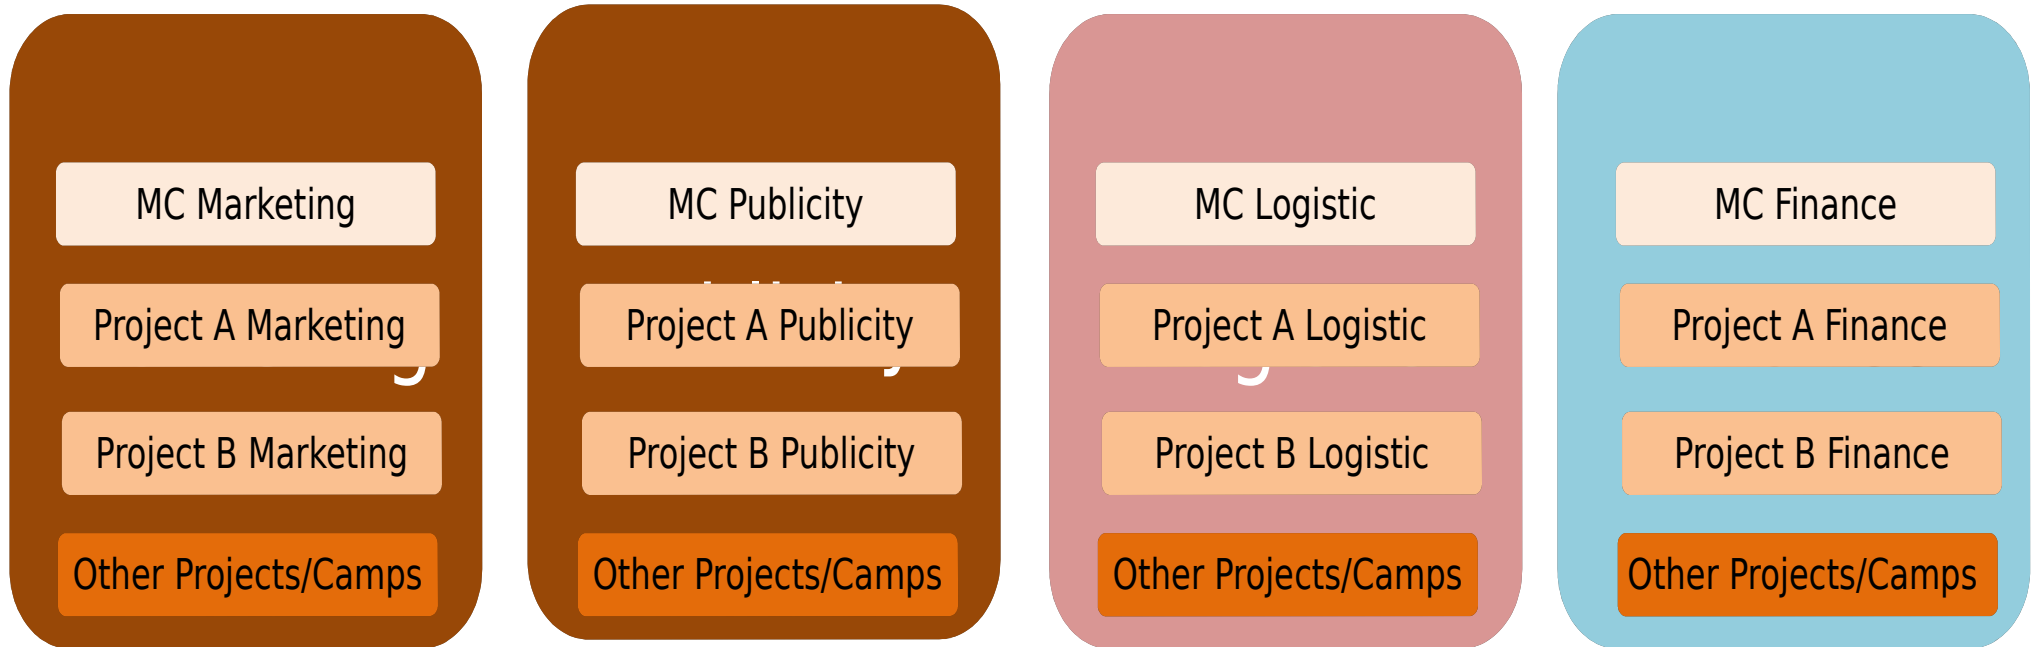 MC Marketing
Project A Marketing
Project B Marketing
Other Projects/Camps
MC Publicity
Project A Publicity
Project B Publicity
Other Projects/Camps
MC Logistic
Project A Logistic
Project B Logistic
Other Projects/Camps
MC Finance
Project A Finance
Project B Finance
Other Projects/Camps